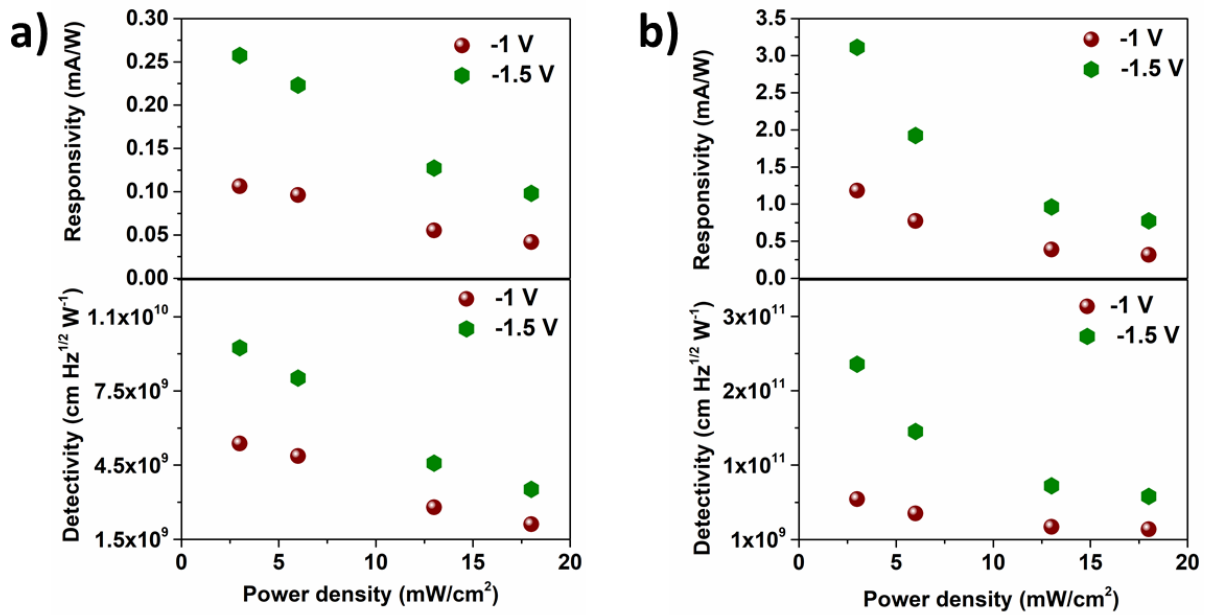 a)
Responsivity (mA/W)
0.30
0.25
0.20
0.15
0.10
0.05
0.00
-1 V
-1.5 V
Detectivity (cm Hz^{1/2} W^{-1})
1.1x10^{10}
7.5x10^{9}
4.5x10^{9}
1.5x10^{9}
-1 V
-1.5 V
0 5 10 15 20
Power density (mW/cm^{2})
b)
Responsivity (mA/W)
3.5
3.0
2.5
2.0
1.5
1.0
0.5
0.0
-1 V
-1.5 V
Detectivity (cm Hz^{1/2} W^{-1})
3x10^{11}
2x10^{11}
1x10^{11}
1x10^{9}
-1 V
-1.5 V
0 5 10 15 20
Power density (mW/cm^{2})